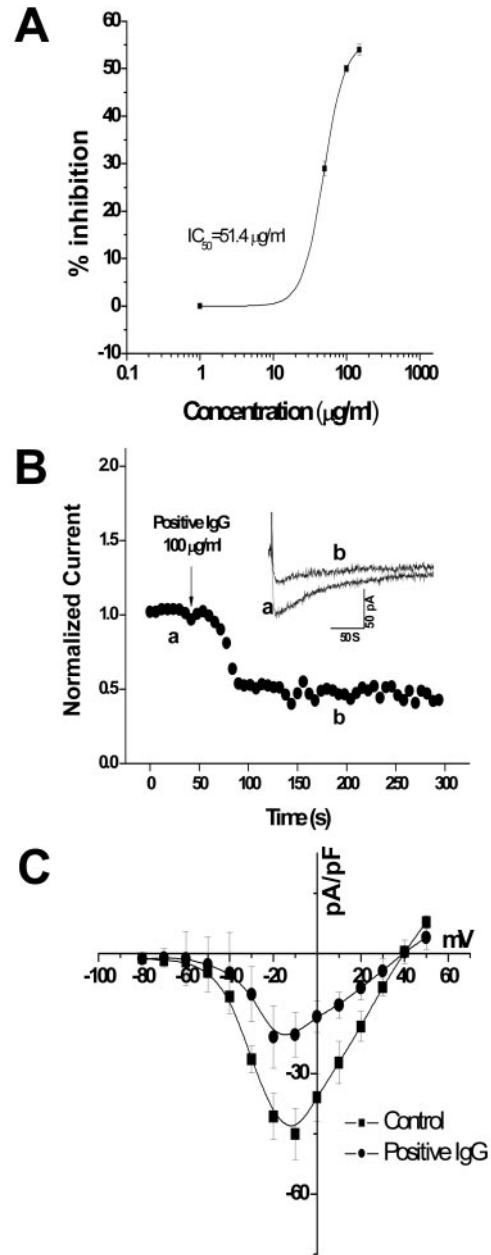 A
60
50
40
30
20
10
0
-10
% inhibition
IC50=51.4 μg/ml
0.1 1 10 100 1000
Concentration (μg/ml)
B
2.0
1.5
1.0
0.5
0.0
Normalized Current
Positive IgG
100 μg/ml
a
b
a
b
50 pA
50 S
0 50 100 150 200 250 300
Time (s)
C
pA/pF
mV
-100 -80 -60 -40 -20 20 40 60
-30
-60
Control
Positive IgG